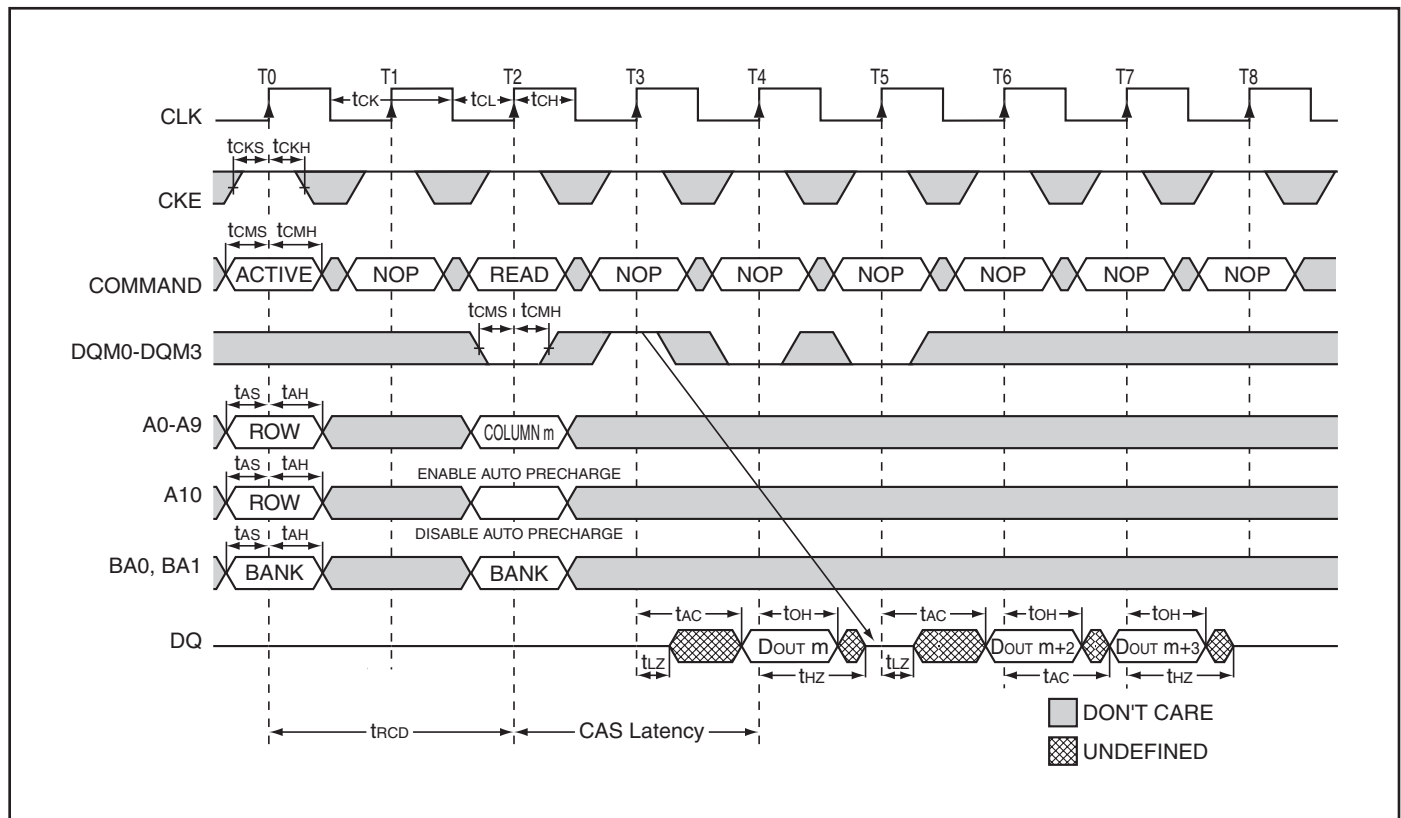 T0 T1 T2 T3 T4 T5 T6 T7 T8
tCK tCL tCH
CLK
tCKS tCKH
CKE
tCMS tCMH
COMMAND ACTIVE NOP READ NOP NOP NOP NOP NOP NOP
tCMS tCMH
DQM0-DQM3
tAS tAH
A0-A9 ROW COLUMN m
tAS tAH ENABLE AUTO PRECHARGE
A10 ROW
tAS tAH DISABLE AUTO PRECHARGE
BA0, BA1 BANK BANK
tAC tOH tAC tOH tOH
DQ DOUT m DOUT m+2 DOUT m+3
tLZ tHZ tLZ tAC tHZ
DON'T CARE
tRCD CAS Latency
UNDEFINED